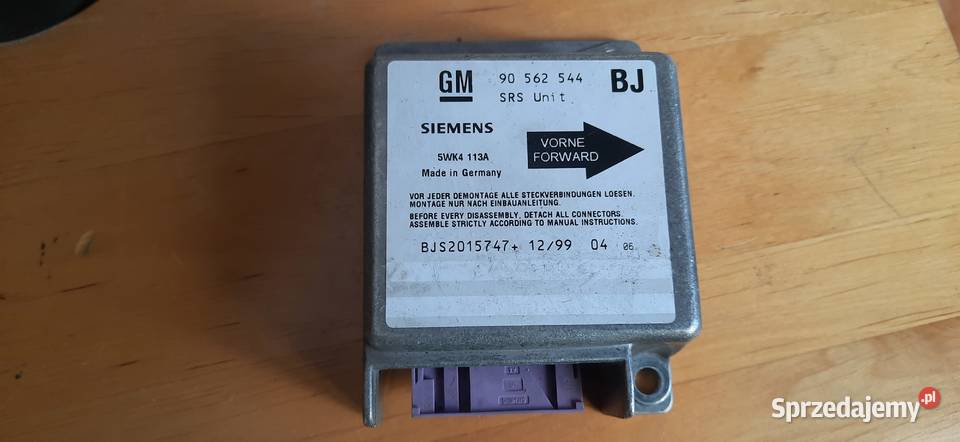 GM 90 562 544 BJ
SRS Unit
SIEMENS
VORNE
FORWARD
5WK4 113A
Made in Germany
VOR JEDER DEMONTAGE ALLE STECKVERBINDUNGEN LOESEN.
MONTAGE NUR NACH EINBAUANLEITUNG.
BEFORE EVERY DISASSEMBLY, DETACH ALL CONNECTORS.
ASSEMBLE STRICTLY ACCORDING TO MANUAL INSTRUCTIONS.
BJS2015747+ 12/99 04 06
Sprzedajemy.pl